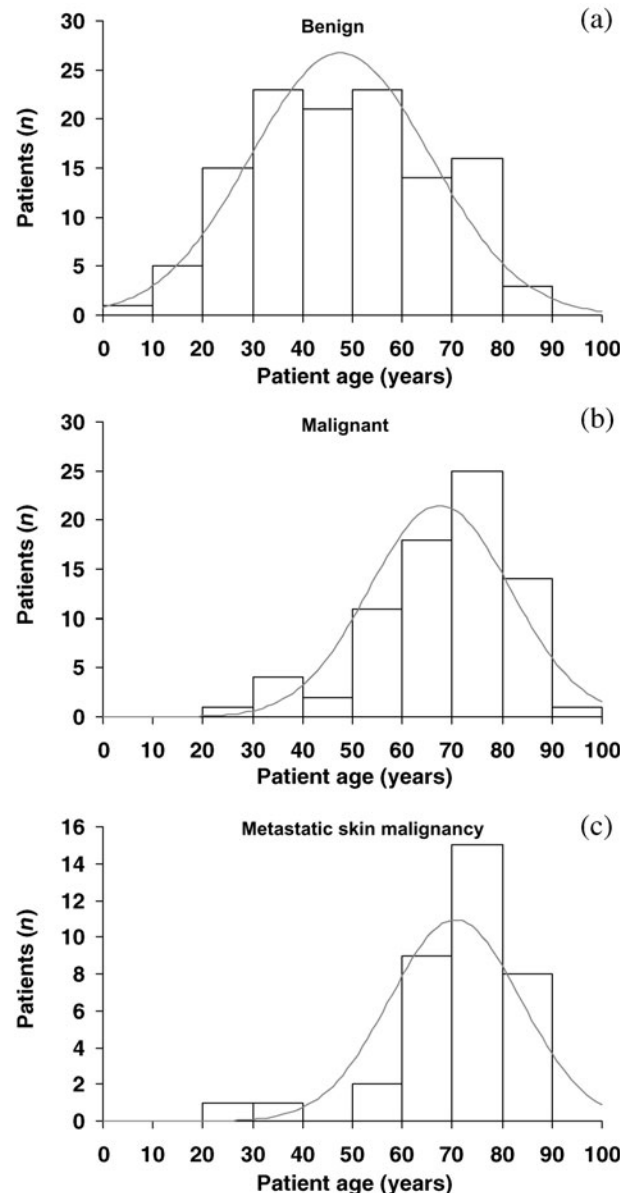 (a)
Benign
30
25
20
15
10
5
0
Patients (n)
0 10 20 30 40 50 60 70 80 90 100
Patient age (years)
(b)
Malignant
30
25
20
15
10
5
0
Patients (n)
0 10 20 30 40 50 60 70 80 90 100
Patient age (years)
(c)
Metastatic skin malignancy
16
14
12
10
8
6
4
2
0
Patients (n)
0 10 20 30 40 50 60 70 80 90 100
Patient age (years)